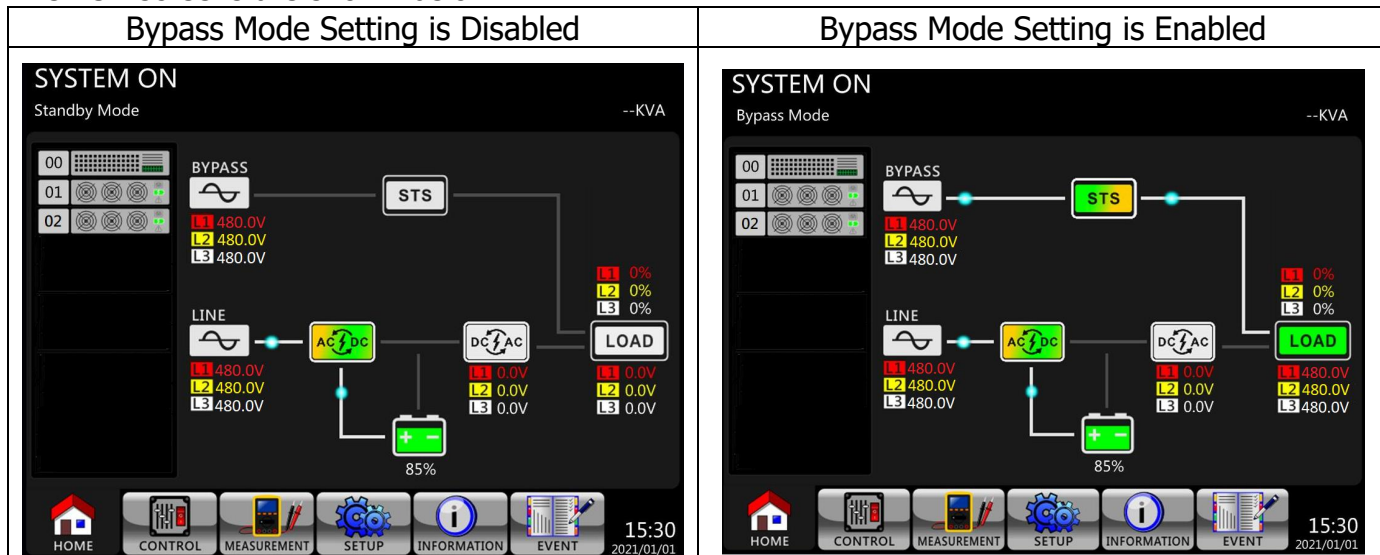 Bypass Mode Setting is Disabled
Bypass Mode Setting is Enabled
SYSTEM ON
Standby Mode
--KVA
00
01
02
BYPASS
STS
L1 480.0V
L2 480.0V
L3 480.0V
L1 0%
L2 0%
L3 0%
LINE
AC DC
DC AC
LOAD
L1 480.0V
L2 480.0V
L3 480.0V
L1 0.0V
L2 0.0V
L3 0.0V
L1 0.0V
L2 0.0V
L3 0.0V
+ -
85%
HOME
CONTROL
MEASUREMENT
SETUP
INFORMATION
EVENT
15:30
2021/01/01
SYSTEM ON
Bypass Mode
--KVA
00
01
02
BYPASS
STS
L1 480.0V
L2 480.0V
L3 480.0V
L1 0%
L2 0%
L3 0%
LINE
AC DC
DC AC
LOAD
L1 480.0V
L2 480.0V
L3 480.0V
L1 0.0V
L2 0.0V
L3 0.0V
L1 480.0V
L2 480.0V
L3 480.0V
+ -
85%
HOME
CONTROL
MEASUREMENT
SETUP
INFORMATION
EVENT
15:30
2021/01/01